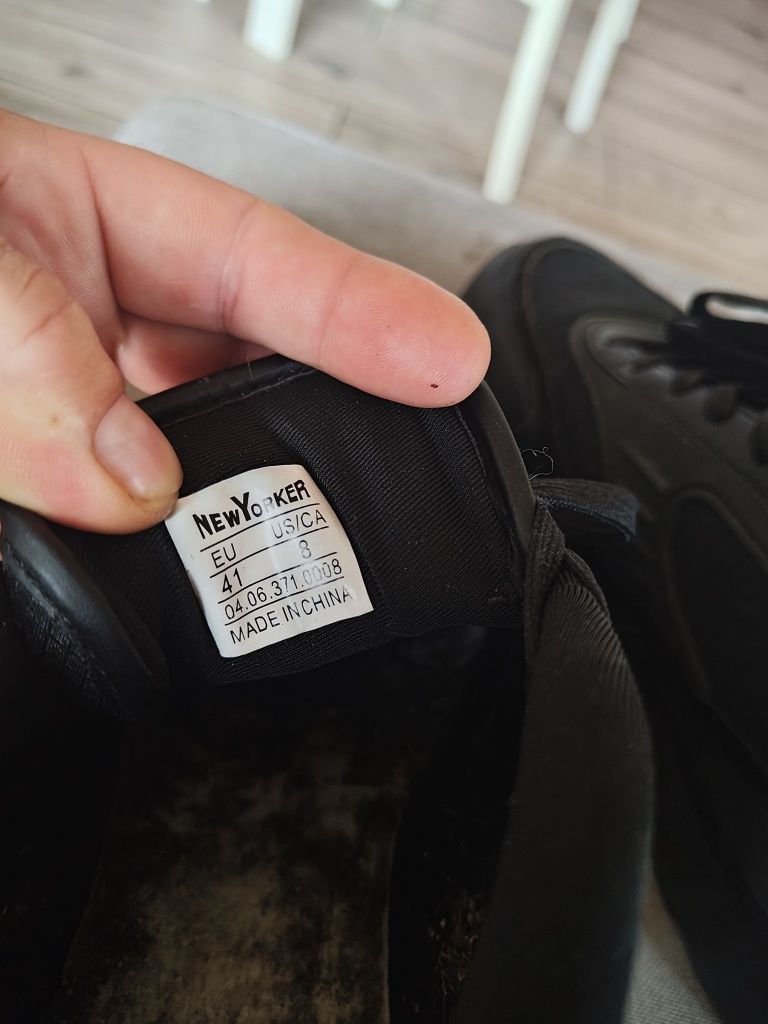 NEWYORKER
EU US/CA
41 8
04.06.371.0008
MADE IN CHINA